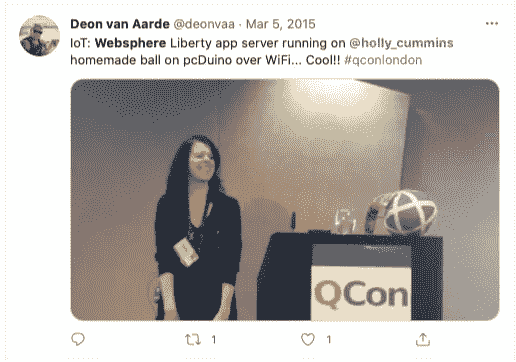 Deon van Aarde @deonvaa · Mar 5, 2015
IoT: Websphere Liberty app server running on @holly_cummins
homemade ball on pcDuino over WiFi... Cool!! #qconlondon
QCon
1
1